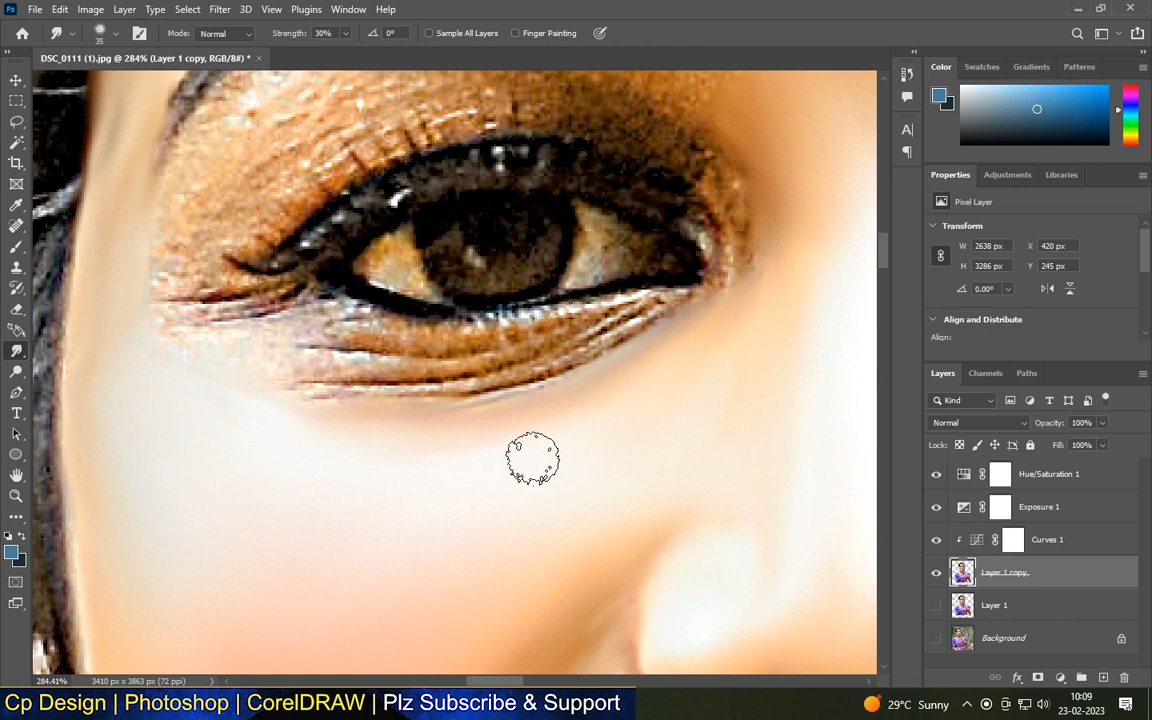 Ps File Edit Image Layer Type Select Filter 3D View Plugins Window Help
35 Mode: Normal Strength: 30% 0° Sample All Layers Finger Painting
DSC_0111 (1).jpg @ 284% (Layer 1 copy, RGB/8#) * ×
Color Swatches Gradients Patterns
Properties Adjustments Libraries
Pixel Layer
Transform
W 2638 px X 420 px
H 3286 px Y 245 px
0.00°
Align and Distribute
Align:
Layers Channels Paths
Kind
Normal Opacity: 100%
Lock: Fill: 100%
Hue/Saturation 1
Exposure 1
Curves 1
Layer 1 copy
Layer 1
Background
284.41% 3410 px x 3863 px (72 ppi)
Cp Design | Photoshop | CorelDRAW | Plz Subscribe & Support
29°C Sunny
10:09
23-02-2023